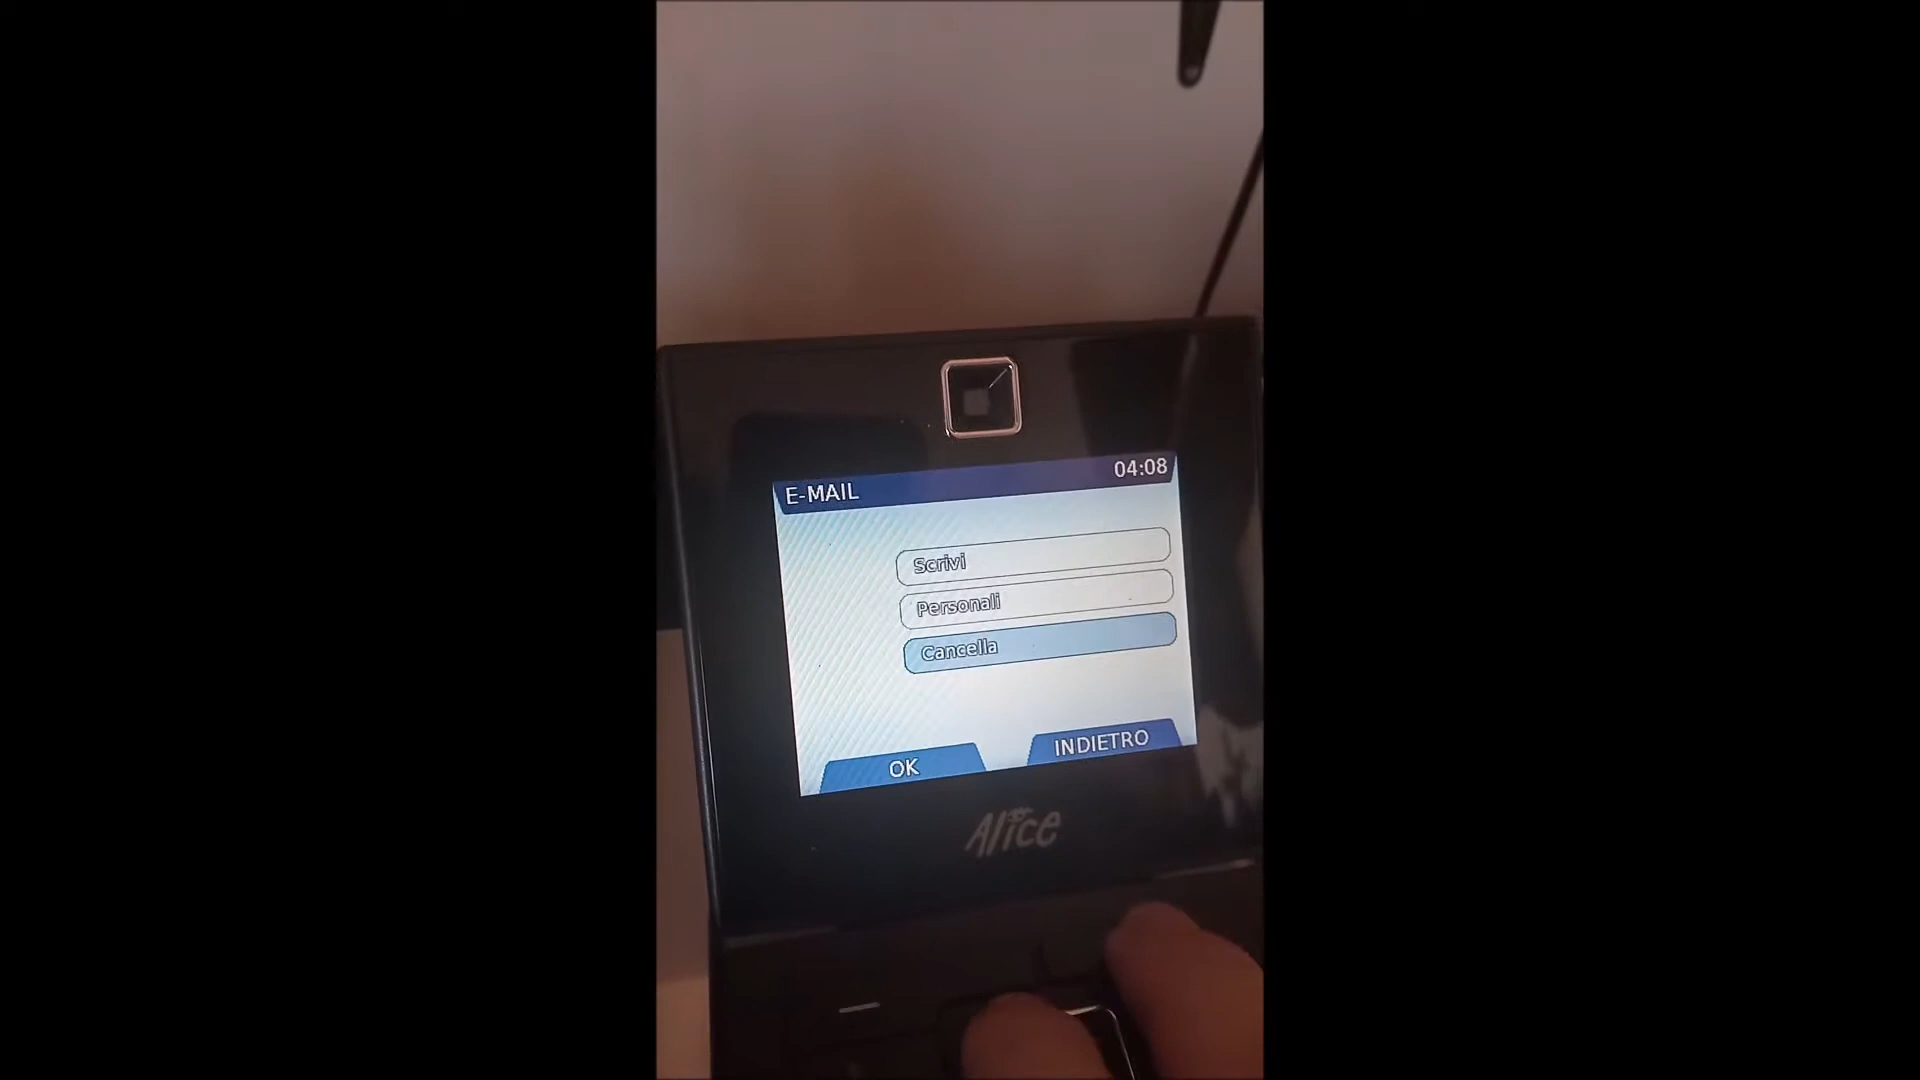 E-MAIL 04:08
Scrivi
Personali
Cancella
OK INDIETRO
Alice